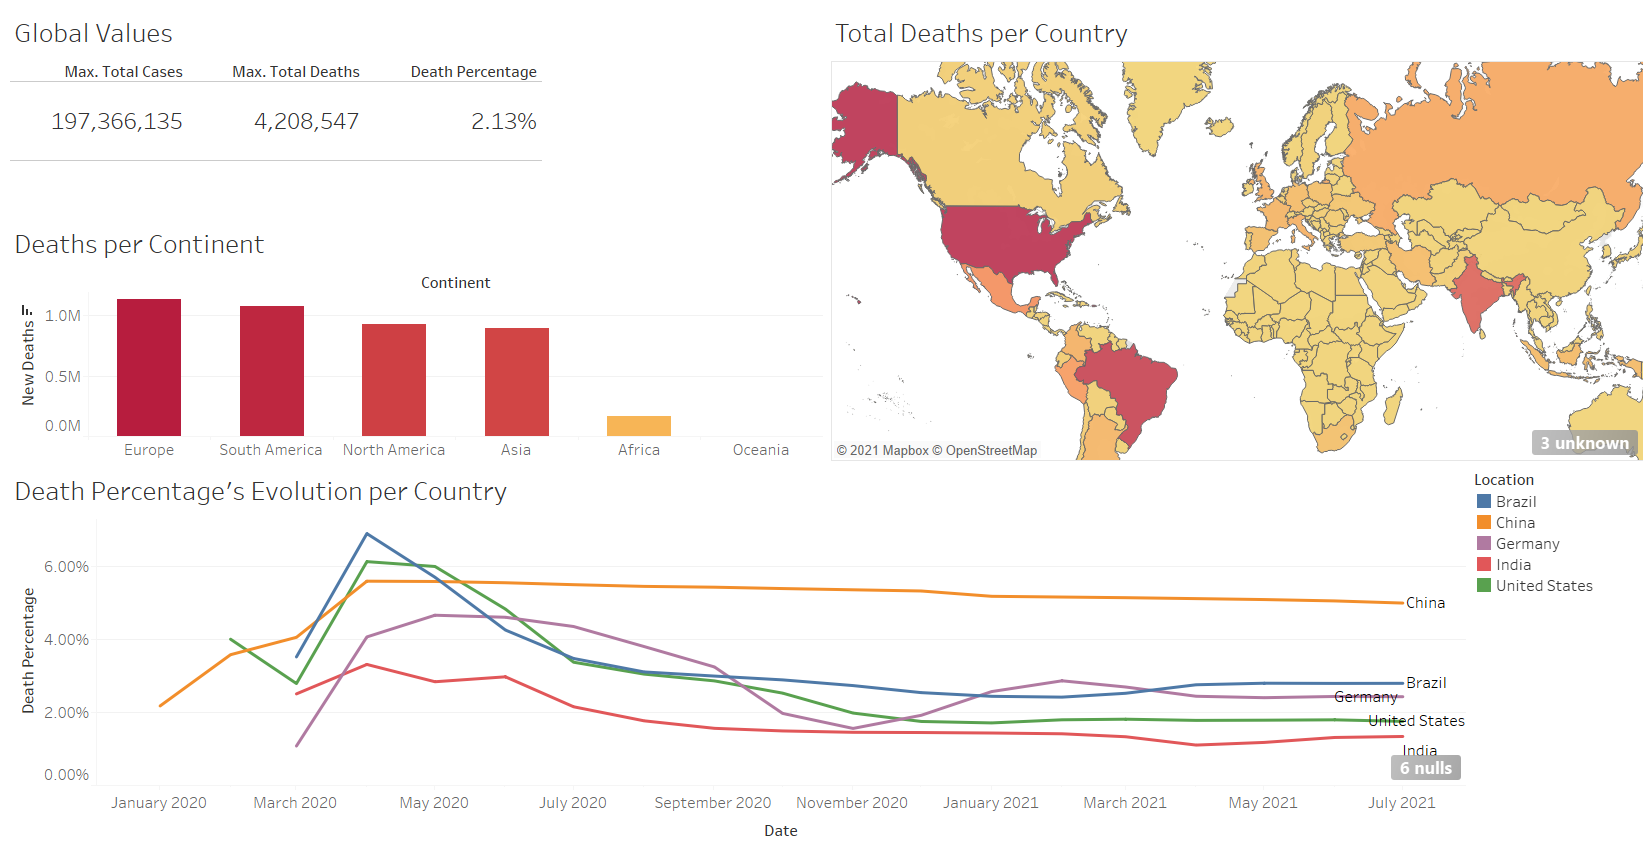 Global Values
Max. Total Cases Max. Total Deaths Death Percentage
197,366,135 4,208,547 2.13%
Total Deaths per Country
© 2021 Mapbox © OpenStreetMap
3 unknown
Deaths per Continent
Continent
New Deaths
1.0M
0.5M
0.0M
Europe South America North America Asia Africa Oceania
Death Percentage's Evolution per Country
Death Percentage
6.00%
4.00%
2.00%
0.00%
China
Brazil
Germany
United States
India
6 nulls
January 2020 March 2020 May 2020 July 2020 September 2020 November 2020 January 2021 March 2021 May 2021 July 2021
Date
Location
Brazil
China
Germany
India
United States